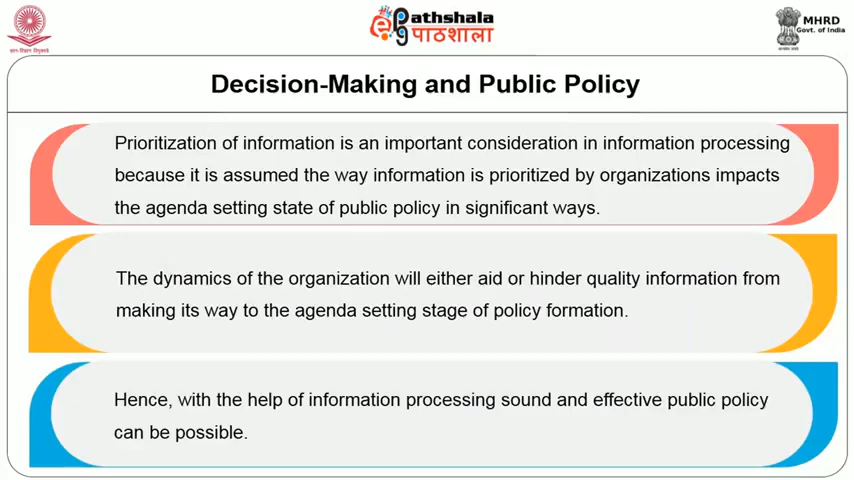 Pathshala
पाठशाला
MHRD
Govt. of India
Decision-Making and Public Policy
Prioritization of information is an important consideration in information processing
because it is assumed the way information is prioritized by organizations impacts
the agenda setting state of public policy in significant ways.
The dynamics of the organization will either aid or hinder quality information from
making its way to the agenda setting stage of policy formation.
Hence, with the help of information processing sound and effective public policy
can be possible.